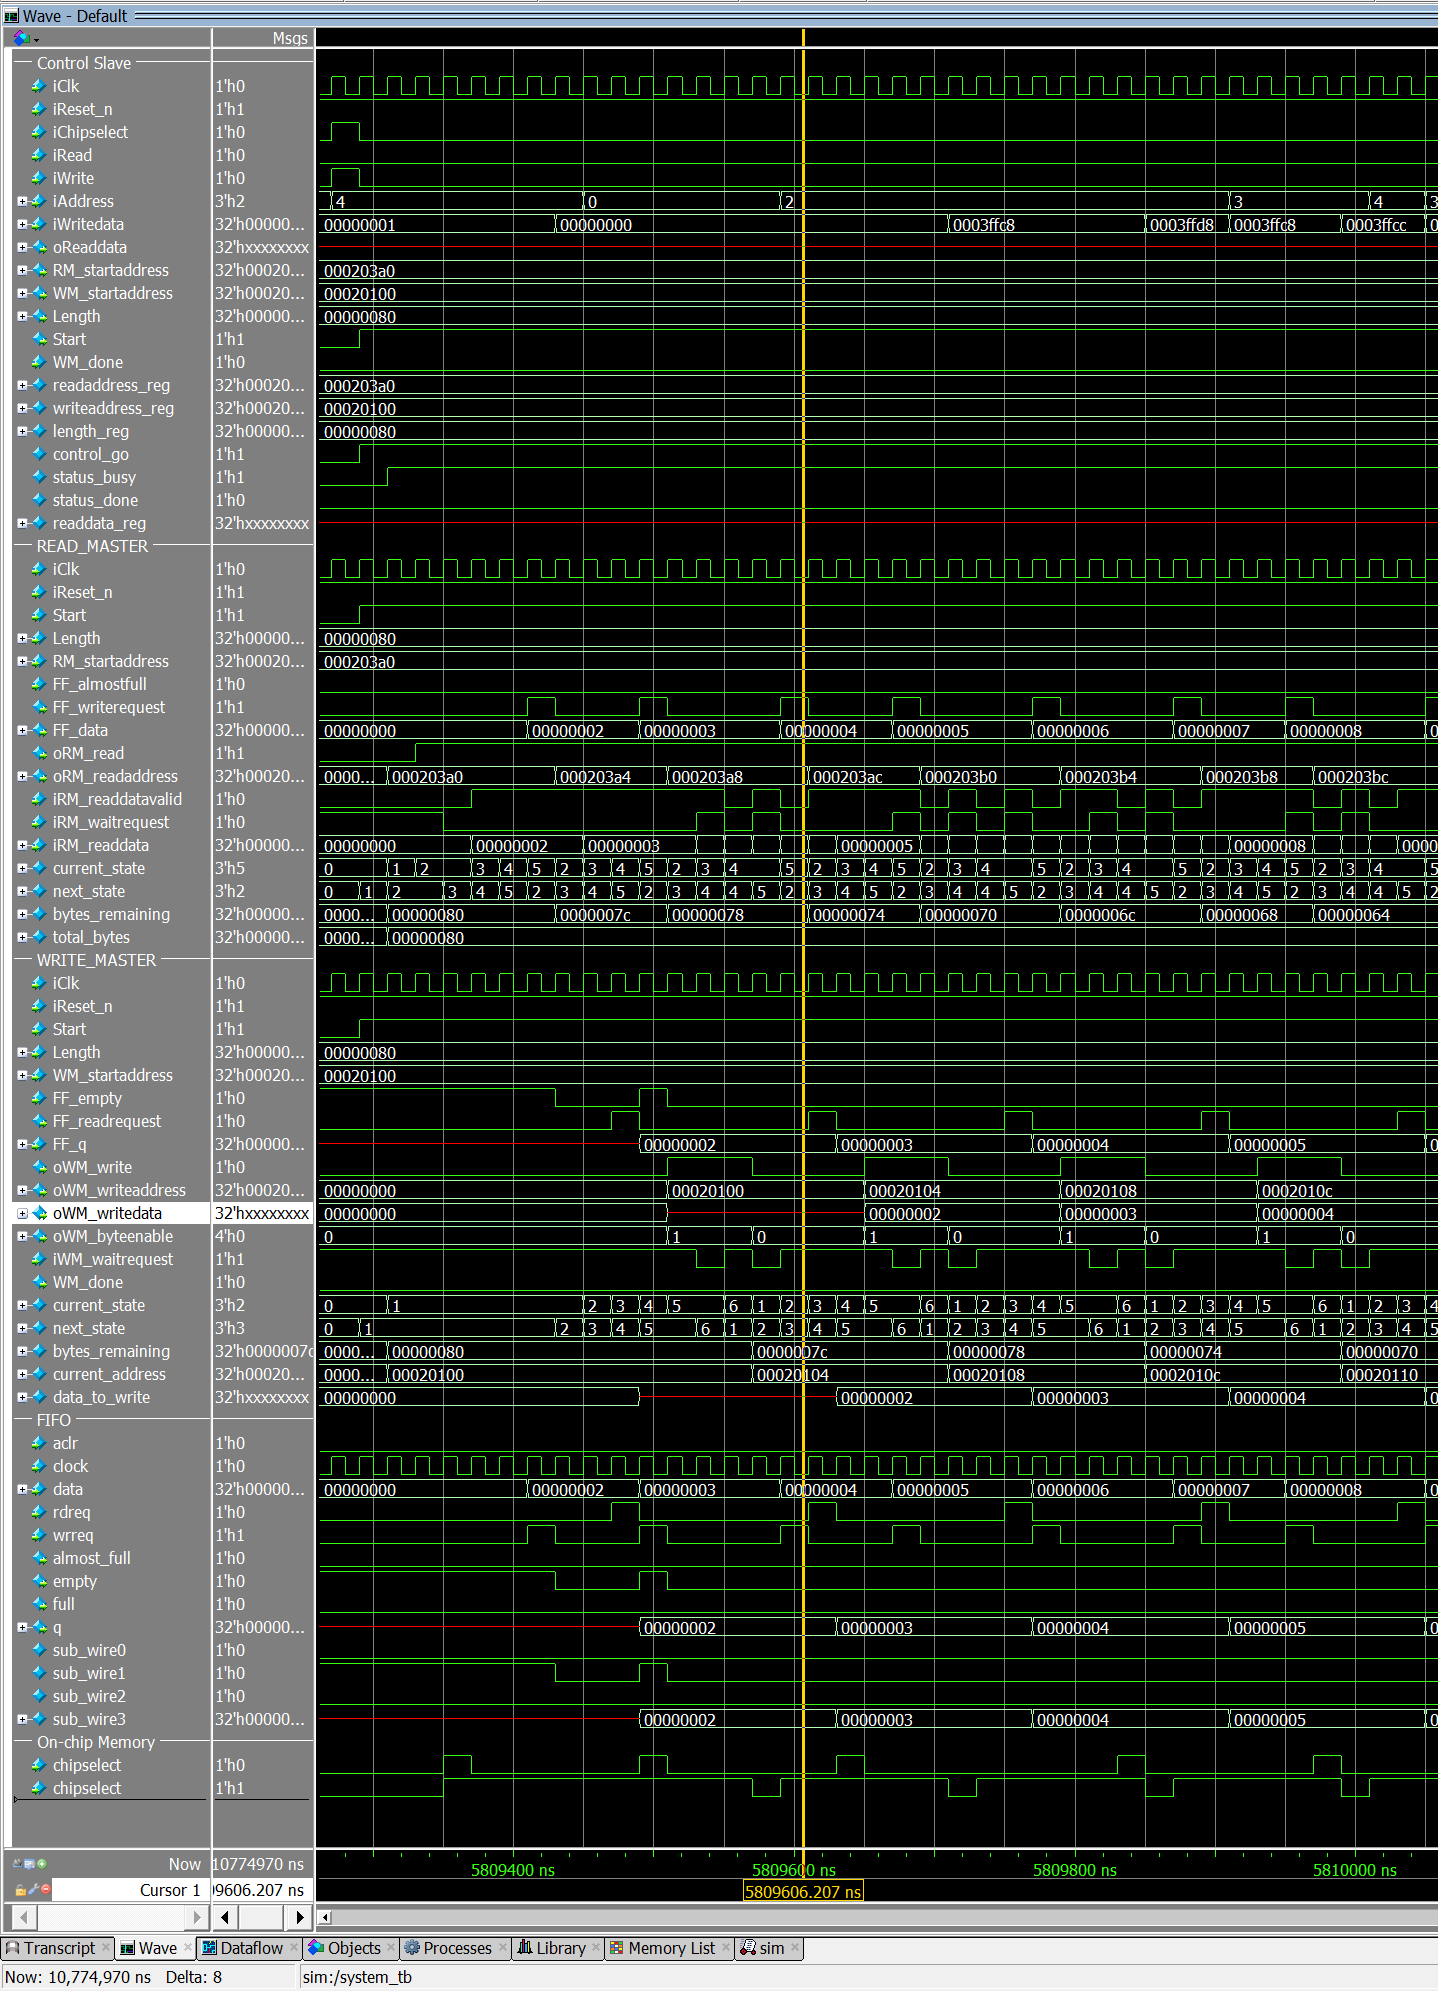 Wave - Default
Msgs
Control Slave
iClk 1'h0
iReset_n 1'h1
iChipselect 1'h0
iRead 1'h0
iWrite 1'h0
iAddress 3'h2 4 0 2 3 4 3
iWritedata 32'h00000... 00000001 00000000 0003ffc8 0003ffd8 0003ffc8 0003ffcc 0
oReaddata 32'hxxxxxxxx
RM_startaddress 32'h00020... 000203a0
WM_startaddress 32'h00020... 00020100
Length 32'h00000... 00000080
Start 1'h1
WM_done 1'h0
readaddress_reg 32'h00020... 000203a0
writeaddress_reg 32'h00020... 00020100
length_reg 32'h00000... 00000080
control_go 1'h1
status_busy 1'h1
status_done 1'h0
readdata_reg 32'hxxxxxxxx
READ_MASTER
iClk 1'h0
iReset_n 1'h1
Start 1'h1
Length 32'h00000... 00000080
RM_startaddress 32'h00020... 000203a0
FF_almostfull 1'h0
FF_writerequest 1'h1
FF_data 32'h00000... 00000000 00000002 00000003 00000004 00000005 00000006 00000007 00000008 0
oRM_read 1'h1
oRM_readaddress 32'h00020... 0000... 000203a0 000203a4 000203a8 000203ac 000203b0 000203b4 000203b8 000203bc
iRM_readdatavalid 1'h0
iRM_waitrequest 1'h0
iRM_readdata 32'h00000... 00000000 00000002 00000003 00000005 00000008 0000
current_state 3'h5 0 1 2 3 4 5 2 3 4 5 2 3 4 5 2 3 4 5 2 3 4 5 2 3 4 5 2 3 4 5 2 3 4 5
next_state 3'h2 0 1 2 3 4 5 2 3 4 5 2 3 4 4 5 2 3 4 5 2 3 4 4 5 2 3 4 4 5 2 3 4 5 2 3 4 4 5 2
bytes_remaining 32'h00000... 0000... 00000080 0000007c 00000078 00000074 00000070 0000006c 00000068 00000064
total_bytes 32'h00000... 0000... 00000080
WRITE_MASTER
iClk 1'h0
iReset_n 1'h1
Start 1'h1
Length 32'h00000... 00000080
WM_startaddress 32'h00020... 00020100
FF_empty 1'h0
FF_readrequest 1'h0
FF_q 32'h00000... 00000002 00000003 00000004 00000005 0
oWM_write 1'h0
oWM_writeaddress 32'h00020... 00000000 00020100 00020104 00020108 0002010c
oWM_writedata 32'hxxxxxxxx 00000000 00000002 00000003 00000004
oWM_byteenable 4'h0 0 1 0 1 0 1 0 1 0
iWM_waitrequest 1'h1
WM_done 1'h0
current_state 3'h2 0 1 2 3 4 5 6 1 2 3 4 5 6 1 2 3 4 5 6 1 2 3 4 5 6 1 2 3 4
next_state 3'h3 0 1 2 3 4 5 6 1 2 3 4 5 6 1 2 3 4 5 6 1 2 3 4 5 6 1 2 3 4 5
bytes_remaining 32'h0000007c 0000... 00000080 0000007c 00000078 00000074 00000070
current_address 32'h00020... 0000... 00020100 00020104 00020108 0002010c 00020110
data_to_write 32'hxxxxxxxx 00000000 00000002 00000003 00000004 0
FIFO
aclr 1'h0
clock 1'h0
data 32'h00000... 00000000 00000002 00000003 00000004 00000005 00000006 00000007 00000008 0
rdreq 1'h0
wrreq 1'h1
almost_full 1'h0
empty 1'h0
full 1'h0
q 32'h00000... 00000002 00000003 00000004 00000005 0
sub_wire0 1'h0
sub_wire1 1'h0
sub_wire2 1'h0
sub_wire3 32'h00000... 00000002 00000003 00000004 00000005 0
On-chip Memory
chipselect 1'h0
chipselect 1'h1
Now 10774970 ns 5809400 ns 5809600 ns 5809800 ns 5810000 ns
Cursor 1 9606.207 ns 5809606.207 ns
Transcript Wave Dataflow Objects Processes Library Memory List sim
Now: 10,774,970 ns Delta: 8 sim:/system_tb